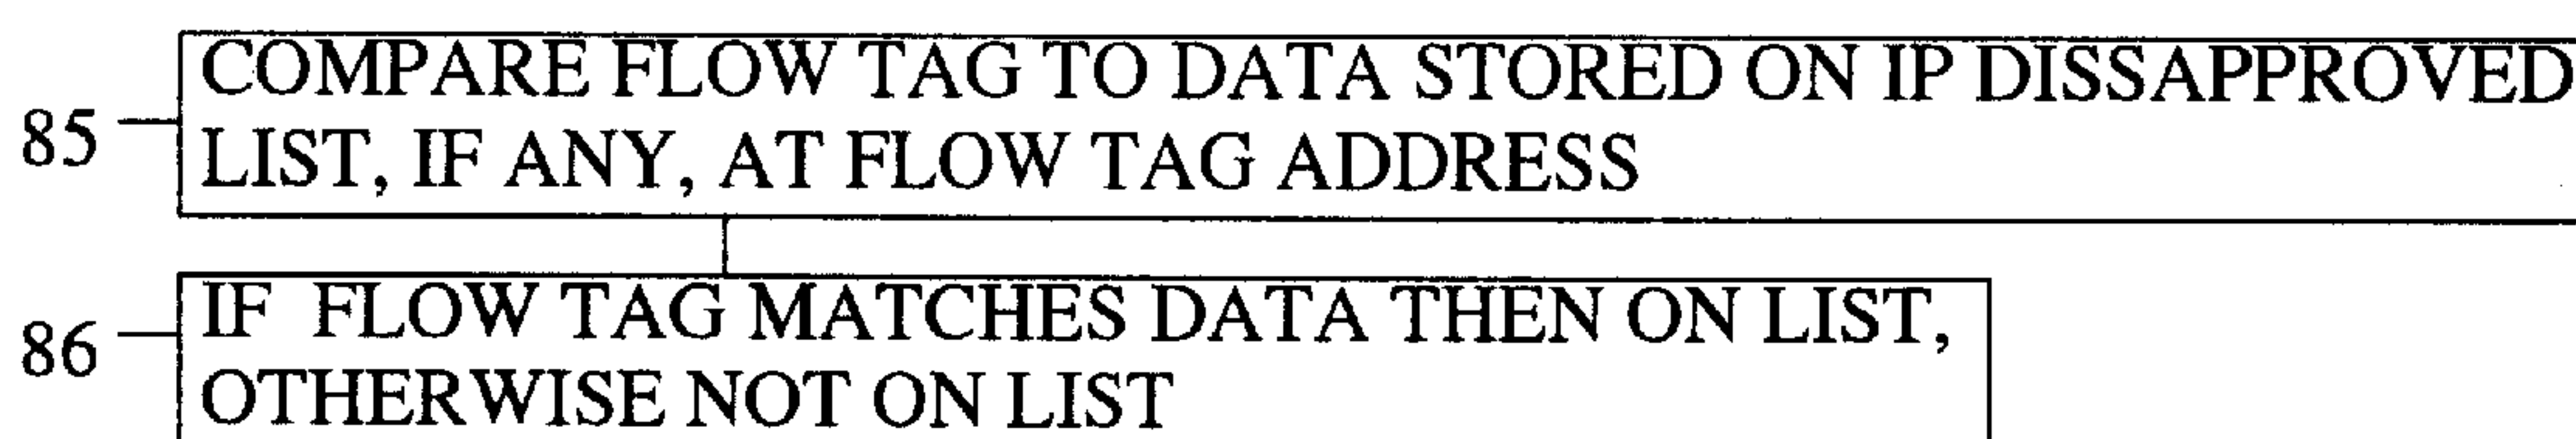 COMPARE FLOW TAG TO DATA STORED ON IP DISSAPPROVED
85
LIST, IF ANY, AT FLOW TAG ADDRESS
IF FLOW TAG MATCHES DATA THEN ON LIST,
86
OTHERWISE NOT ON LIST